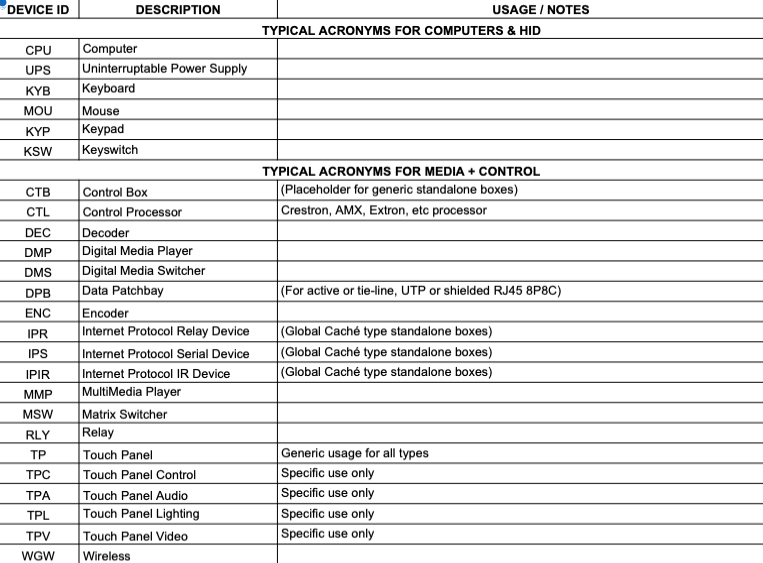 DEVICE ID DESCRIPTION USAGE / NOTES
TYPICAL ACRONYMS FOR COMPUTERS & HID
CPU Computer
UPS Uninterruptable Power Supply
KYB Keyboard
MOU Mouse
KYP Keypad
KSW Keyswitch
TYPICAL ACRONYMS FOR MEDIA + CONTROL
CTB Control Box (Placeholder for generic standalone boxes)
CTL Control Processor Crestron, AMX, Extron, etc processor
DEC Decoder
DMP Digital Media Player
DMS Digital Media Switcher
DPB Data Patchbay (For active or tie-line, UTP or shielded RJ45 8P8C)
ENC Encoder
IPR Internet Protocol Relay Device (Global Caché type standalone boxes)
IPS Internet Protocol Serial Device (Global Caché type standalone boxes)
IPIR Internet Protocol IR Device (Global Caché type standalone boxes)
MMP MultiMedia Player
MSW Matrix Switcher
RLY Relay
TP Touch Panel Generic usage for all types
TPC Touch Panel Control Specific use only
TPA Touch Panel Audio Specific use only
TPL Touch Panel Lighting Specific use only
TPV Touch Panel Video Specific use only
WGW Wireless